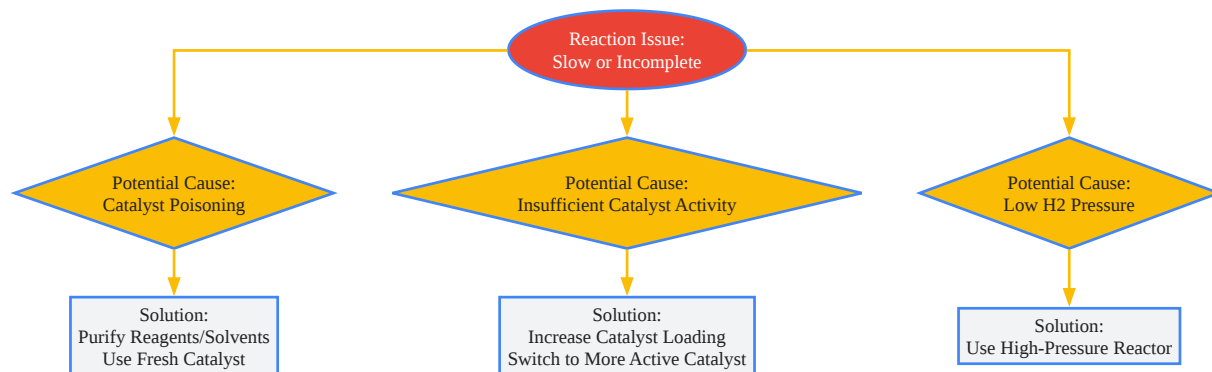 Reaction Issue:
Slow or Incomplete
Potential Cause:
Catalyst Poisoning
Potential Cause:
Insufficient Catalyst Activity
Potential Cause:
Low H2 Pressure
Solution:
Purify Reagents/Solvents
Use Fresh Catalyst
Solution:
Increase Catalyst Loading
Switch to More Active Catalyst
Solution:
Use High-Pressure Reactor